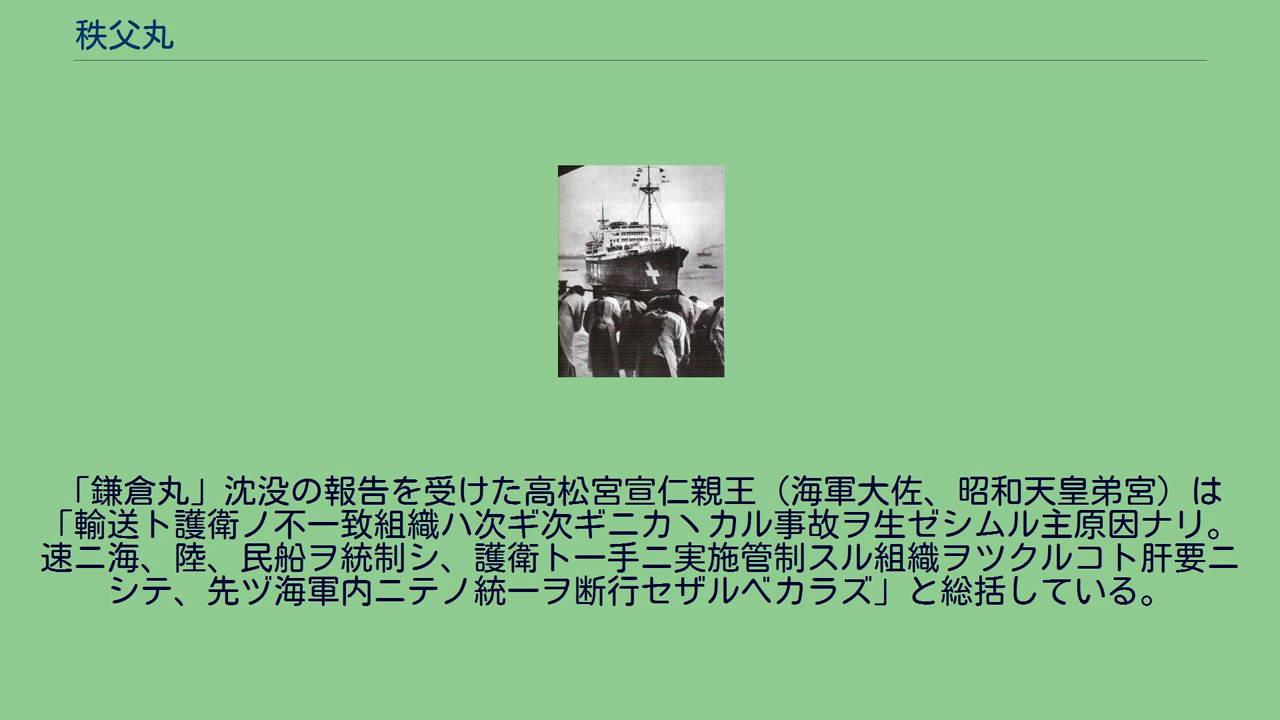 秩父丸
「鎌倉丸」沈没の報告を受けた高松宮宣仁親王（海軍大佐、昭和天皇弟宮）は
「輸送ト護衛ノ不一致組織ハ次ギ次ギニカヽカル事故ヲ生ゼシムル主原因ナリ。
速ニ海、陸、民船ヲ統制シ、護衛ト一手ニ実施管制スル組織ヲツクルコト肝要ニ
シテ、先ヅ海軍内ニテノ統一ヲ断行セザルベカラズ」と総括している。